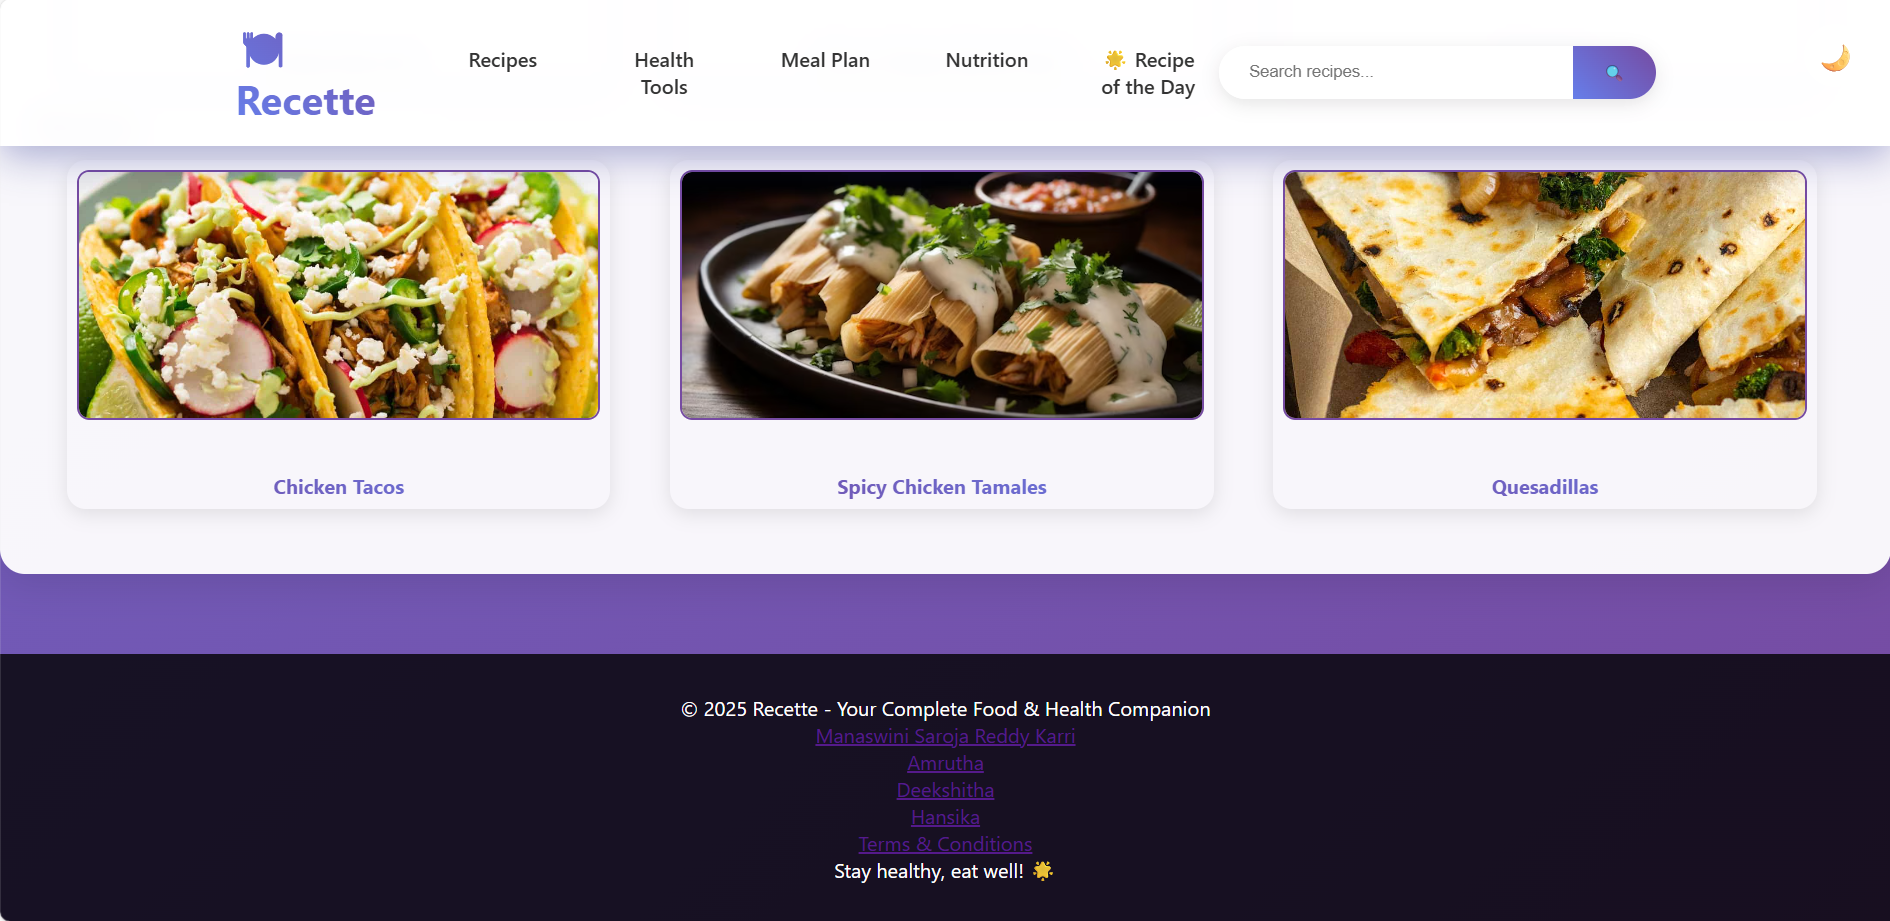 Recette
Recipes
Health
Tools
Meal Plan
Nutrition
🌟 Recipe
of the Day
Search recipes...
Chicken Tacos
Spicy Chicken Tamales
Quesadillas
© 2025 Recette - Your Complete Food & Health Companion
Manaswini Saroja Reddy Karri
Amrutha
Deekshitha
Hansika
Terms & Conditions
Stay healthy, eat well! 🌟